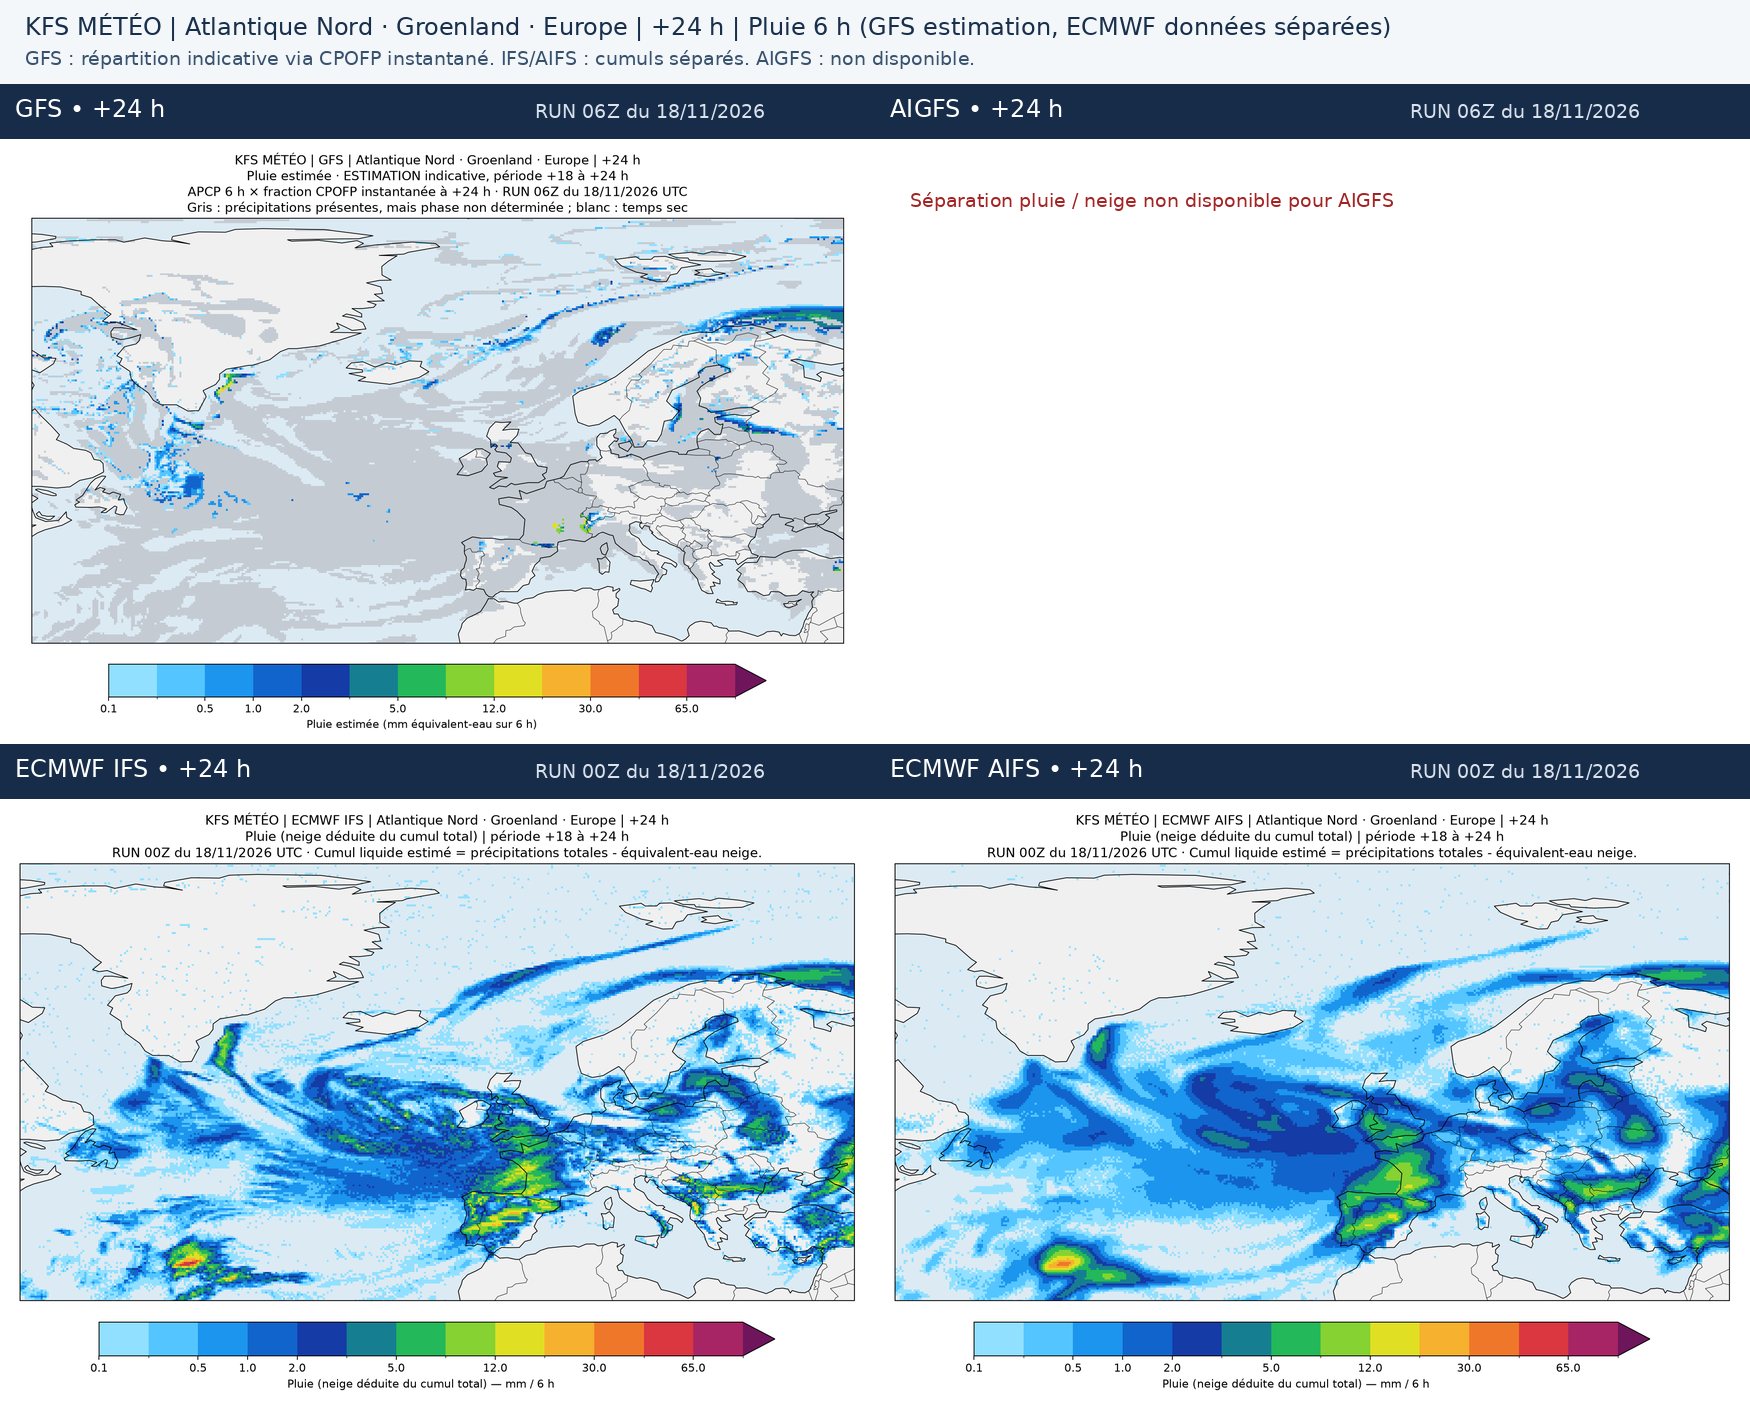 KFS MÉTÉO | Atlantique Nord · Groenland · Europe | +24 h | Pluie 6 h (GFS estimation, ECMWF données séparées)
GFS : répartition indicative via CPOFP instantané. IFS/AIFS : cumuls séparés. AIGFS : non disponible.
GFS • +24 h
RUN 06Z du 18/11/2026
KFS MÉTÉO | GFS | Atlantique Nord · Groenland · Europe | +24 h
Pluie estimée · ESTIMATION indicative, période +18 à +24 h
APCP 6 h × fraction CPOFP instantanée à +24 h · RUN 06Z du 18/11/2026 UTC
Gris : précipitations présentes, mais phase non déterminée ; blanc : temps sec
0.1 0.5 1.0 2.0 5.0 12.0 30.0 65.0
Pluie estimée (mm équivalent-eau sur 6 h)
AIGFS • +24 h
RUN 06Z du 18/11/2026
Séparation pluie / neige non disponible pour AIGFS
ECMWF IFS • +24 h
RUN 00Z du 18/11/2026
KFS MÉTÉO | ECMWF IFS | Atlantique Nord · Groenland · Europe | +24 h
Pluie (neige déduite du cumul total) | période +18 à +24 h
RUN 00Z du 18/11/2026 UTC · Cumul liquide estimé = précipitations totales - équivalent-eau neige.
0.1 0.5 1.0 2.0 5.0 12.0 30.0 65.0
Pluie (neige déduite du cumul total) — mm / 6 h
ECMWF AIFS • +24 h
RUN 00Z du 18/11/2026
KFS MÉTÉO | ECMWF AIFS | Atlantique Nord · Groenland · Europe | +24 h
Pluie (neige déduite du cumul total) | période +18 à +24 h
RUN 00Z du 18/11/2026 UTC · Cumul liquide estimé = précipitations totales - équivalent-eau neige.
0.1 0.5 1.0 2.0 5.0 12.0 30.0 65.0
Pluie (neige déduite du cumul total) — mm / 6 h